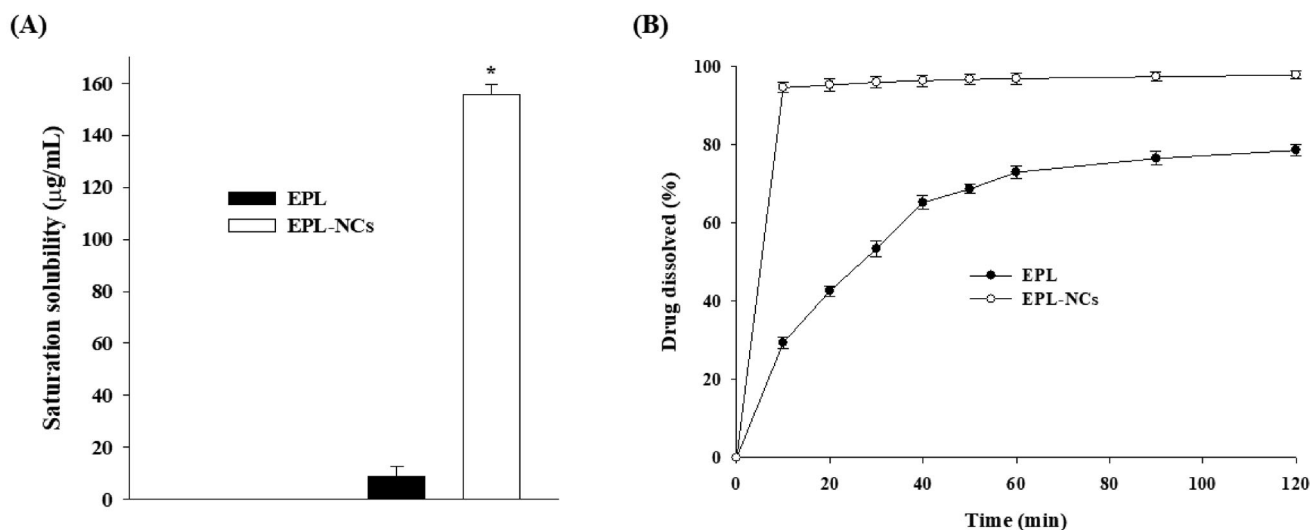 (A)
Saturation solubility (µg/mL)
160
140
120
100
80
60
40
20
0
*
EPL
EPL-NCs
(B)
Drug dissolved (%)
100
80
60
40
20
0
EPL
EPL-NCs
0 20 40 60 80 100 120
Time (min)